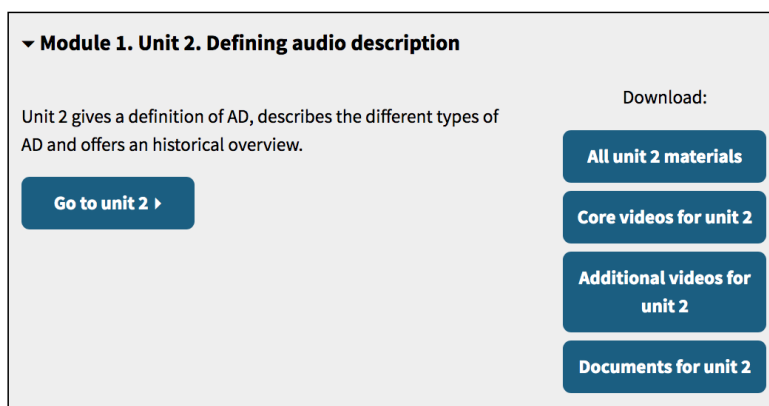 Module 1. Unit 2. Defining audio description
Unit 2 gives a definition of AD, describes the different types of
AD and offers an historical overview.
Go to unit 2
Download:
All unit 2 materials
Core videos for unit 2
Additional videos for
unit 2
Documents for unit 2